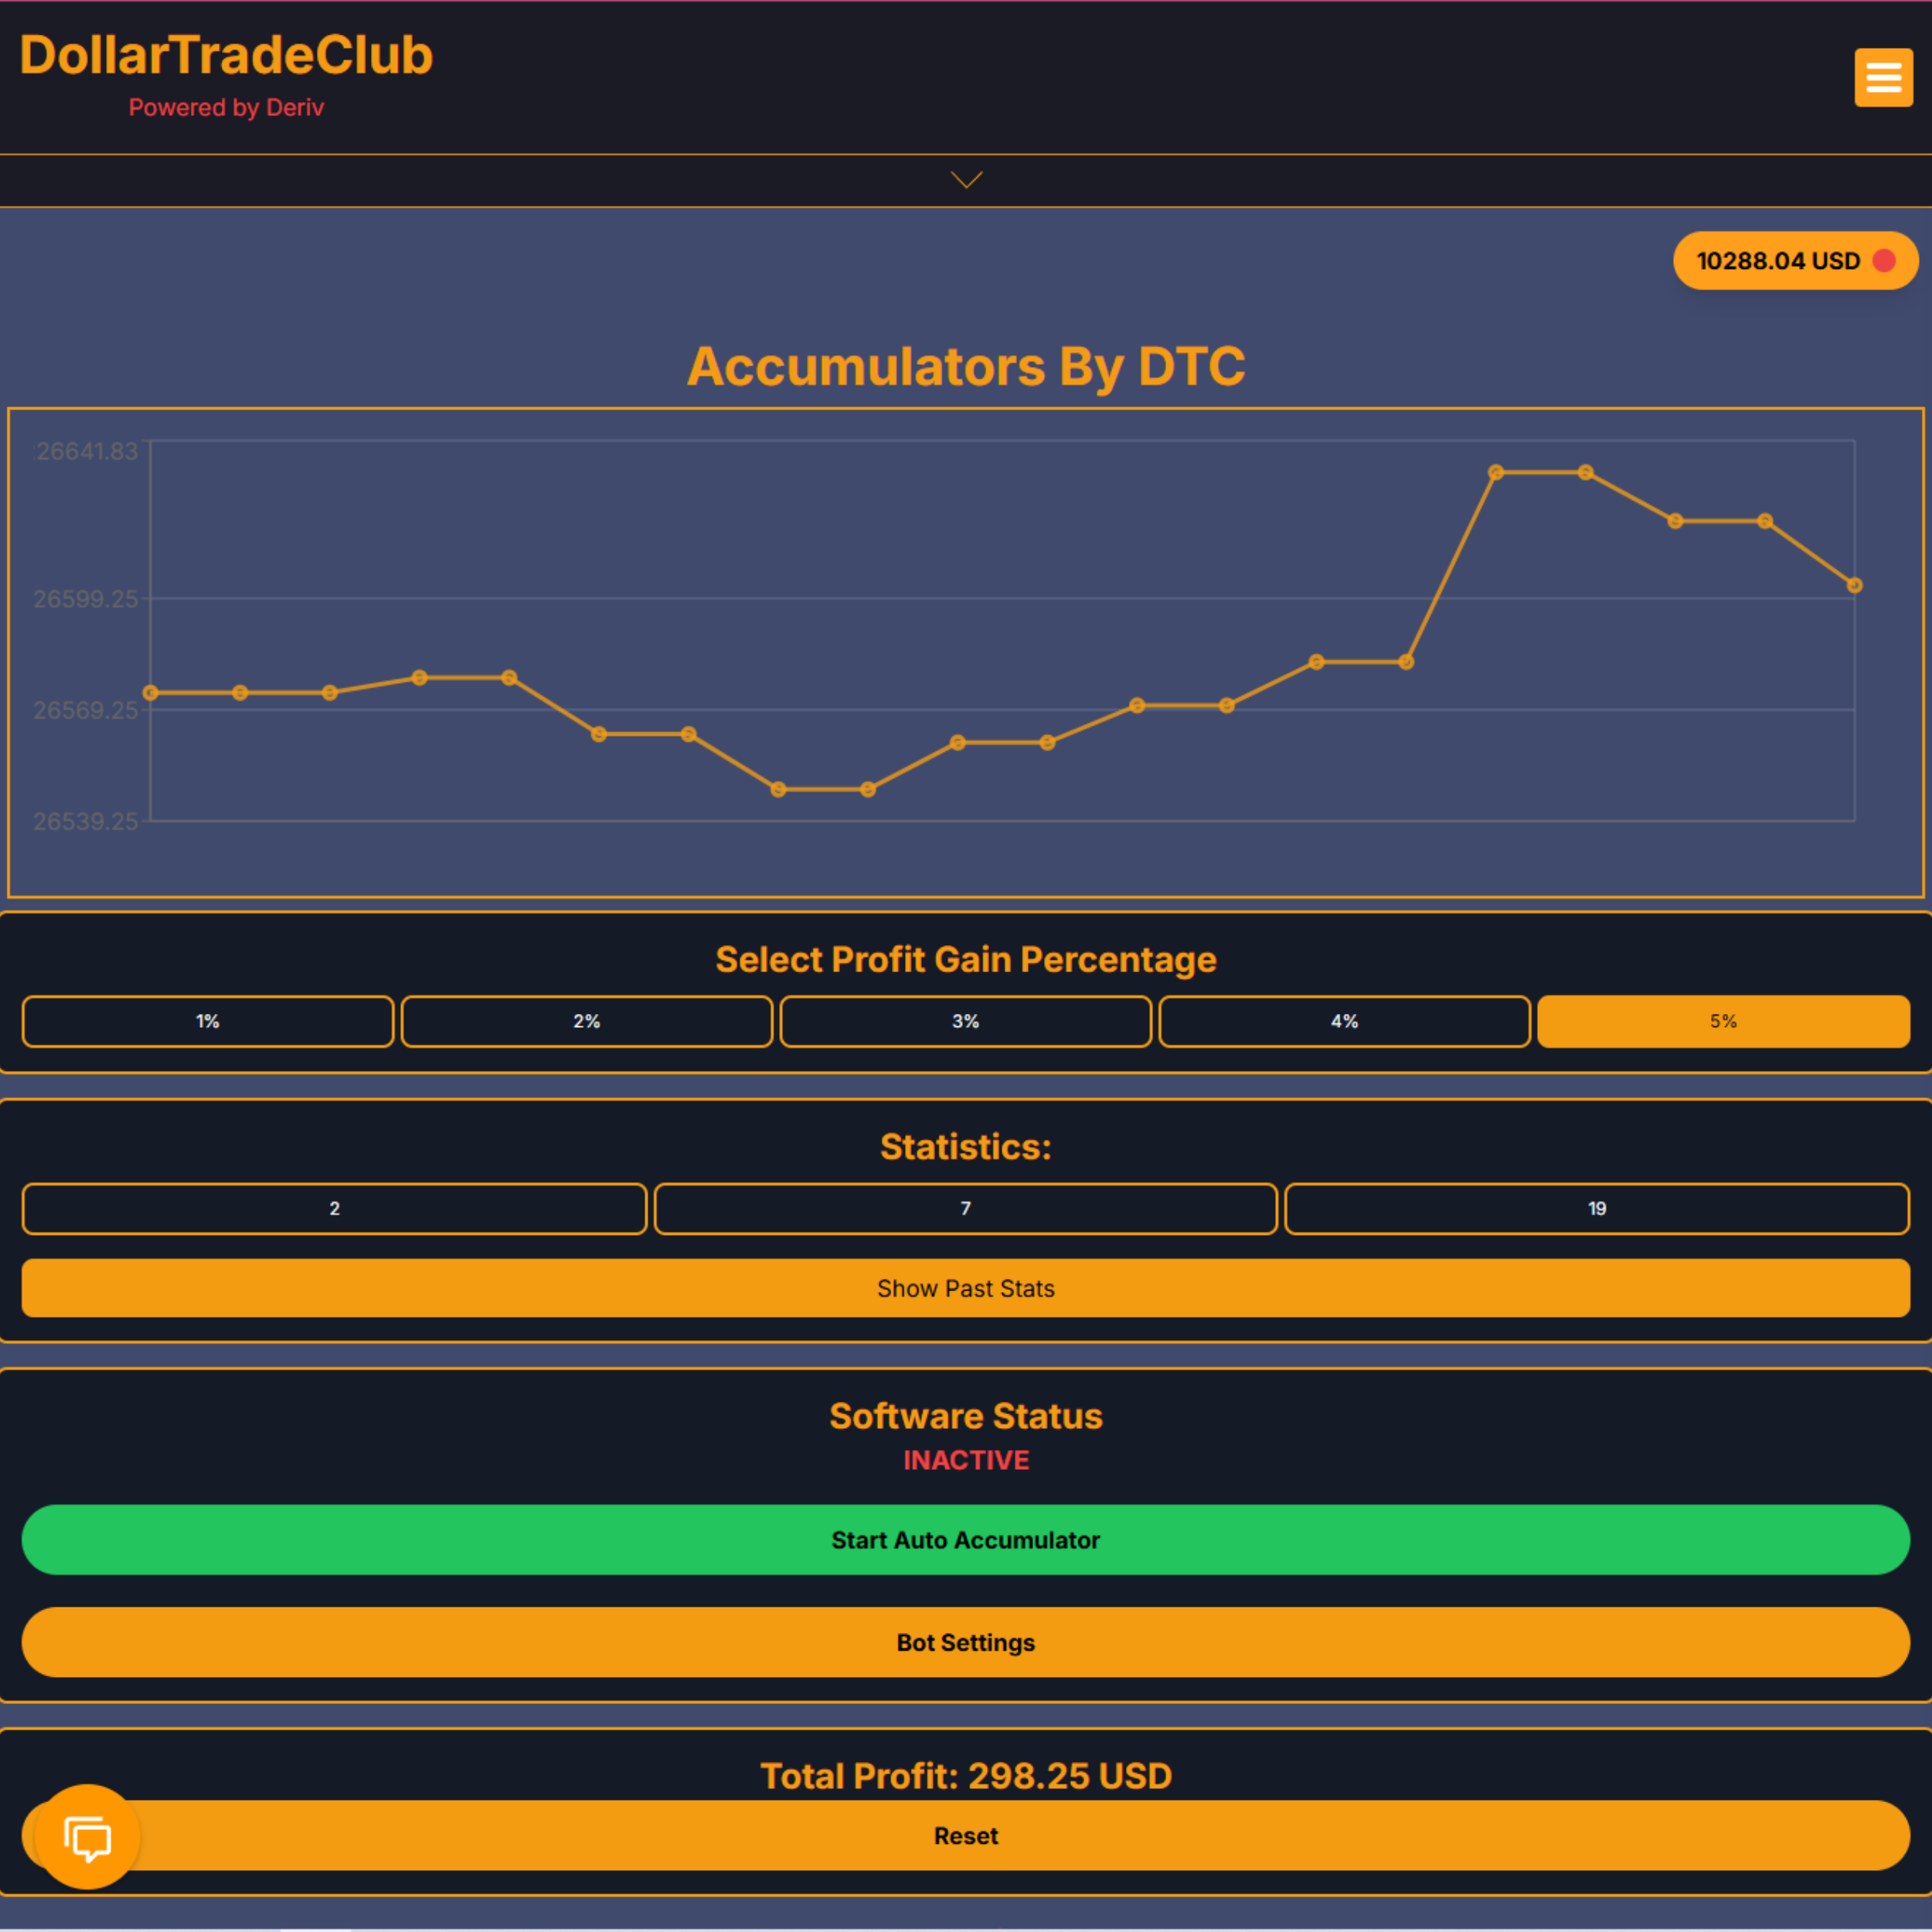 DollarTradeClub
Powered by Deriv
10288.04 USD
Accumulators By DTC
26641.83
26599.25
26569.25
26539.25
Select Profit Gain Percentage
1% 2% 3% 4% 5%
Statistics:
2 7 19
Show Past Stats
Software Status
INACTIVE
Start Auto Accumulator
Bot Settings
Total Profit: 298.25 USD
Reset